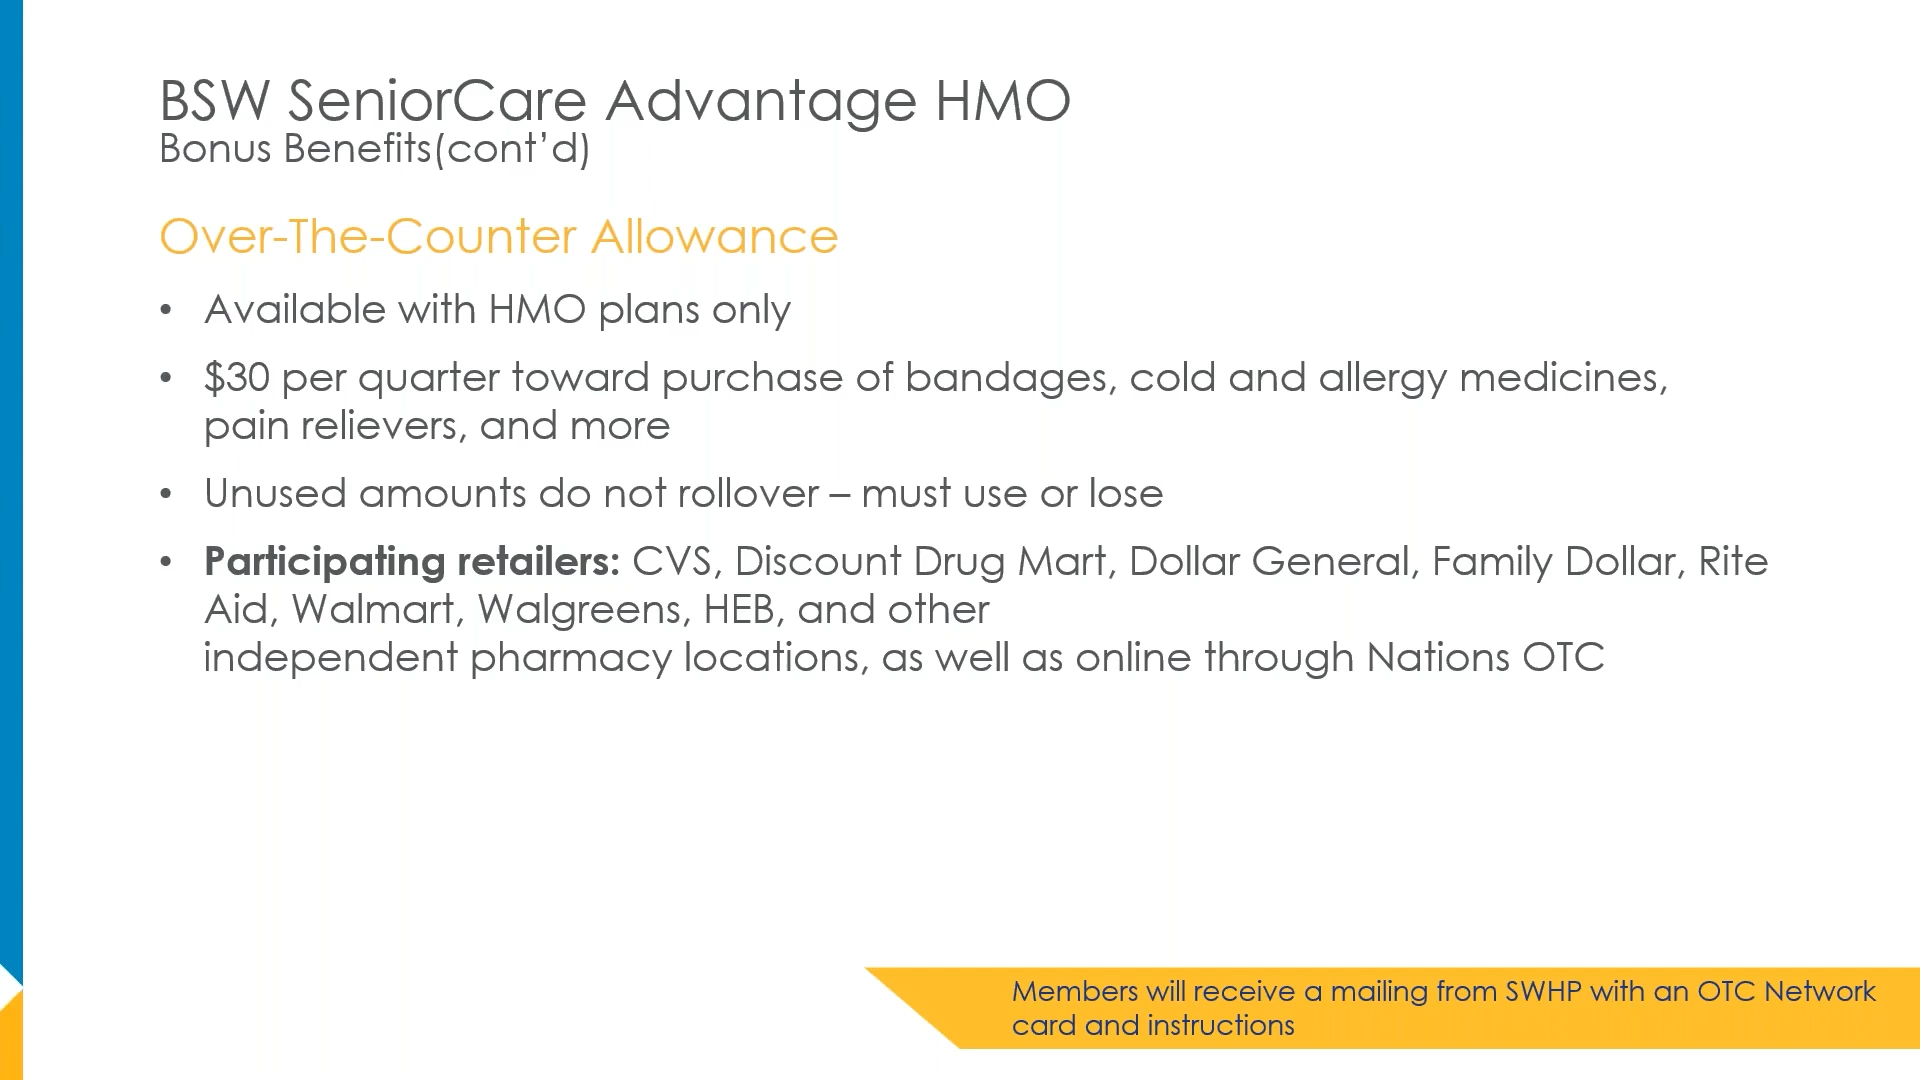 BSW SeniorCare Advantage HMO
Bonus Benefits(cont’d)
Over-The-Counter Allowance
• Available with HMO plans only
• $30 per quarter toward purchase of bandages, cold and allergy medicines,
pain relievers, and more
• Unused amounts do not rollover – must use or lose
• Participating retailers: CVS, Discount Drug Mart, Dollar General, Family Dollar, Rite
Aid, Walmart, Walgreens, HEB, and other
independent pharmacy locations, as well as online through Nations OTC
Members will receive a mailing from SWHP with an OTC Network
card and instructions